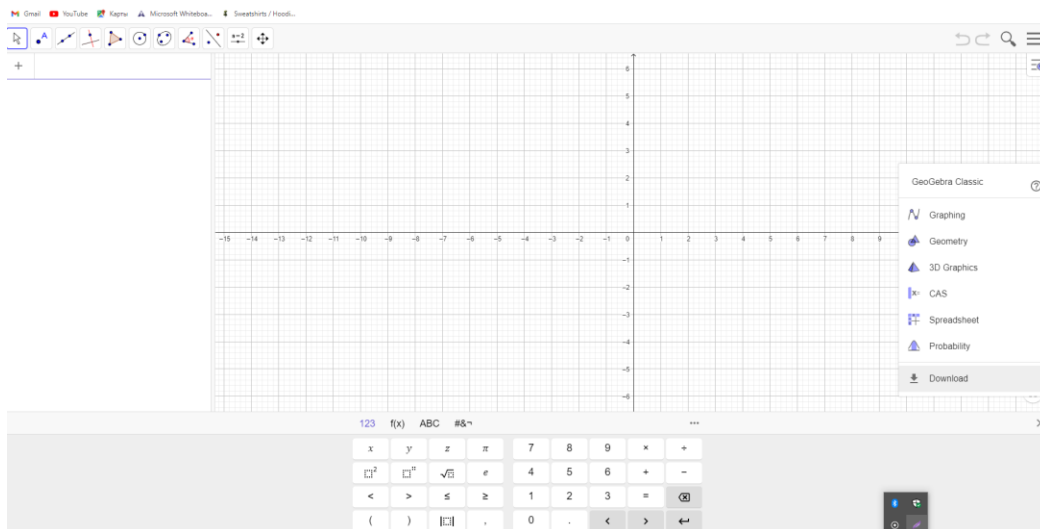 Gmail YouTube Карты Microsoft Whiteboa... Sweatshirts / Hoodi...
A a=2
+
6
5
4
3
2
1
-15 -14 -13 -12 -11 -10 -9 -8 -7 -6 -5 -4 -3 -2 -1 0 1 2 3 4 5 6 7 8 9
-1
-2
-3
-4
-5
-6
GeoGebra Classic
Graphing
Geometry
3D Graphics
CAS
Spreadsheet
Probability
Download
123 f(x) ABC #&¬ ...
x y z π 7 8 9 × ÷
□² □ⁿ √□ e 4 5 6 + −
< > ≤ ≥ 1 2 3 =
( ) |□| , 0 . < >